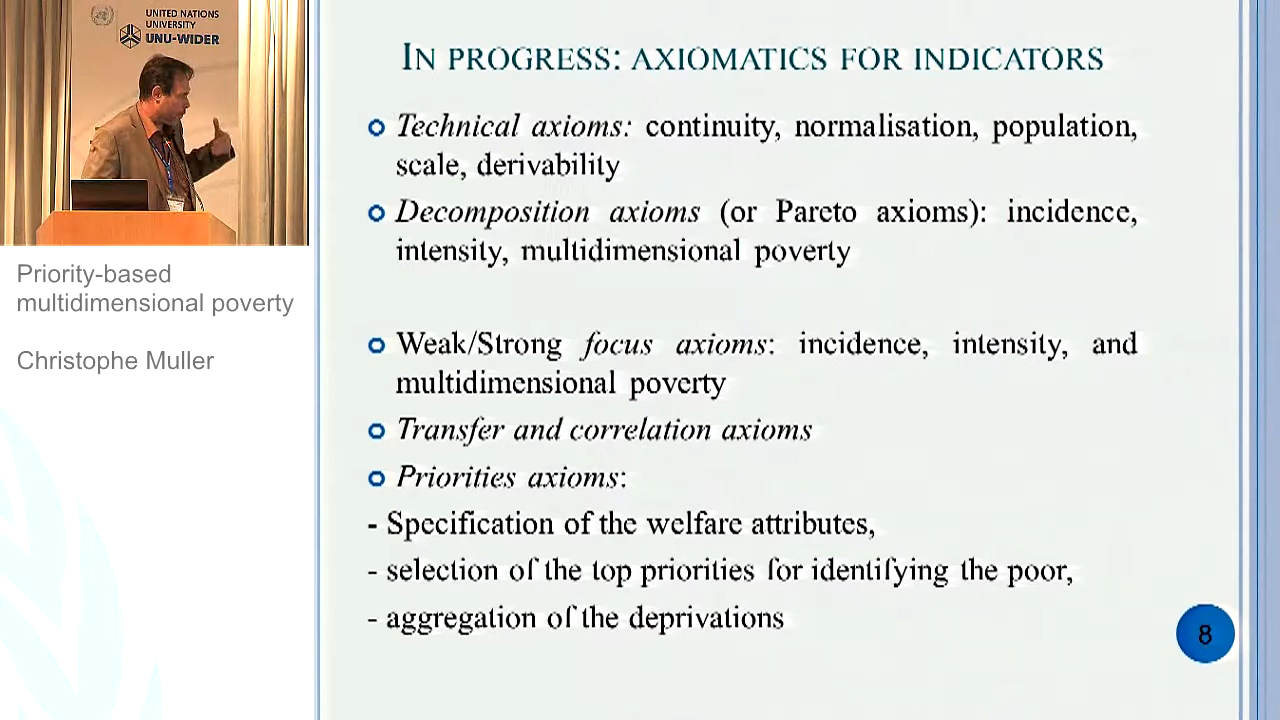 UNITED NATIONS
UNIVERSITY
UNU-WIDER
Priority-based
multidimensional poverty
Christophe Muller
IN PROGRESS: AXIOMATICS FOR INDICATORS
Technical axioms: continuity, normalisation, population,
scale, derivability
Decomposition axioms (or Pareto axioms): incidence,
intensity, multidimensional poverty
Weak/Strong focus axioms: incidence, intensity, and
multidimensional poverty
Transfer and correlation axioms
Priorities axioms:
- Specification of the welfare attributes,
- selection of the top priorities for identifying the poor,
- aggregation of the deprivations
8